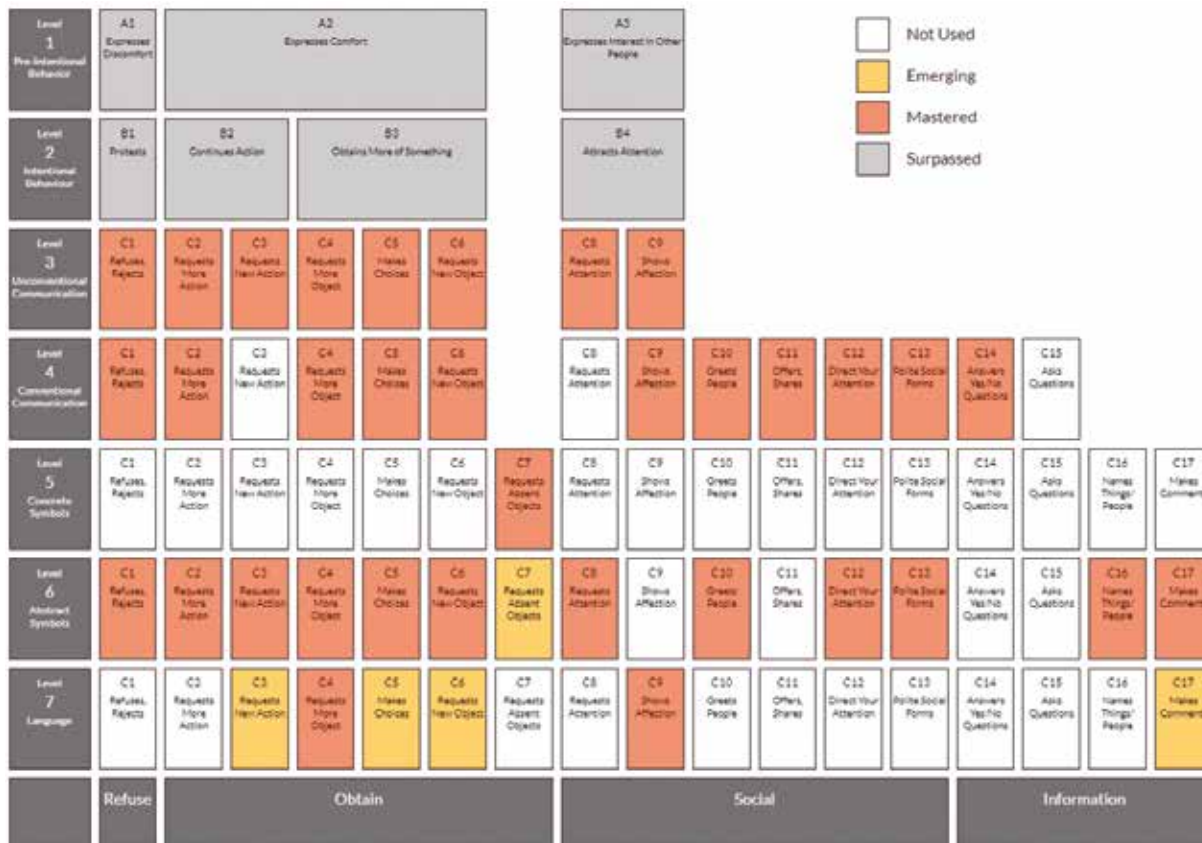 Level
1
Pre-Intentional
Behavior
A1
Expresses
Discomfort
A2
Expresses Comfort
A3
Expresses Interest in Other
People
Not Used
Emerging
Mastered
Surpassed
Level
2
Intentional
Behaviour
B1
Protests
B2
Continues Action
B3
Obtains More of Something
B4
Attracts Attention
Level
3
Unconventional
Communication
C1
Refuses,
Rejects
C2
Requests
More
Action
C3
Requests
New Action
C4
Requests
More
Object
C5
Makes
Choices
C6
Requests
New Object
C8
Requests
Attention
C9
Shows
Affection
Level
4
Conventional
Communication
C1
Refuses,
Rejects
C2
Requests
More
Action
C3
Requests
New Action
C4
Requests
More
Object
C5
Makes
Choices
C6
Requests
New Object
C8
Requests
Attention
C9
Shows
Affection
C10
Greets
People
C11
Offers,
Shares
C12
Direct Your
Attention
C13
Polite Social
Forms
C14
Answers
Yes/No
Questions
C15
Asks
Questions
Level
5
Concrete
Symbols
C1
Refuses,
Rejects
C2
Requests
More
Action
C3
Requests
New Action
C4
Requests
More
Object
C5
Makes
Choices
C6
Requests
New Object
C7
Requests
Absent
Objects
C8
Requests
Attention
C9
Shows
Affection
C10
Greets
People
C11
Offers,
Shares
C12
Direct Your
Attention
C13
Polite Social
Forms
C14
Answers
Yes/No
Questions
C15
Asks
Questions
C16
Names
Things/
People
C17
Makes
Commen
Level
6
Abstract
Symbols
C1
Refuses,
Rejects
C2
Requests
More
Action
C3
Requests
New Action
C4
Requests
More
Object
C5
Makes
Choices
C6
Requests
New Object
C7
Requests
Absent
Objects
C8
Requests
Attention
C9
Shows
Affection
C10
Greets
People
C11
Offers,
Shares
C12
Direct Your
Attention
C13
Polite Social
Forms
C14
Answers
Yes/No
Questions
C15
Asks
Questions
C16
Names
Things/
People
C17
Makes
Commen
Level
7
Language
C1
Refuses,
Rejects
C2
Requests
More
Action
C3
Requests
New Action
C4
Requests
More
Object
C5
Makes
Choices
C6
Requests
New Object
C7
Requests
Absent
Objects
C8
Requests
Attention
C9
Shows
Affection
C10
Greets
People
C11
Offers,
Shares
C12
Direct Your
Attention
C13
Polite Social
Forms
C14
Answers
Yes/No
Questions
C15
Asks
Questions
C16
Names
Things/
People
C17
Makes
Commen
Refuse
Obtain
Social
Information